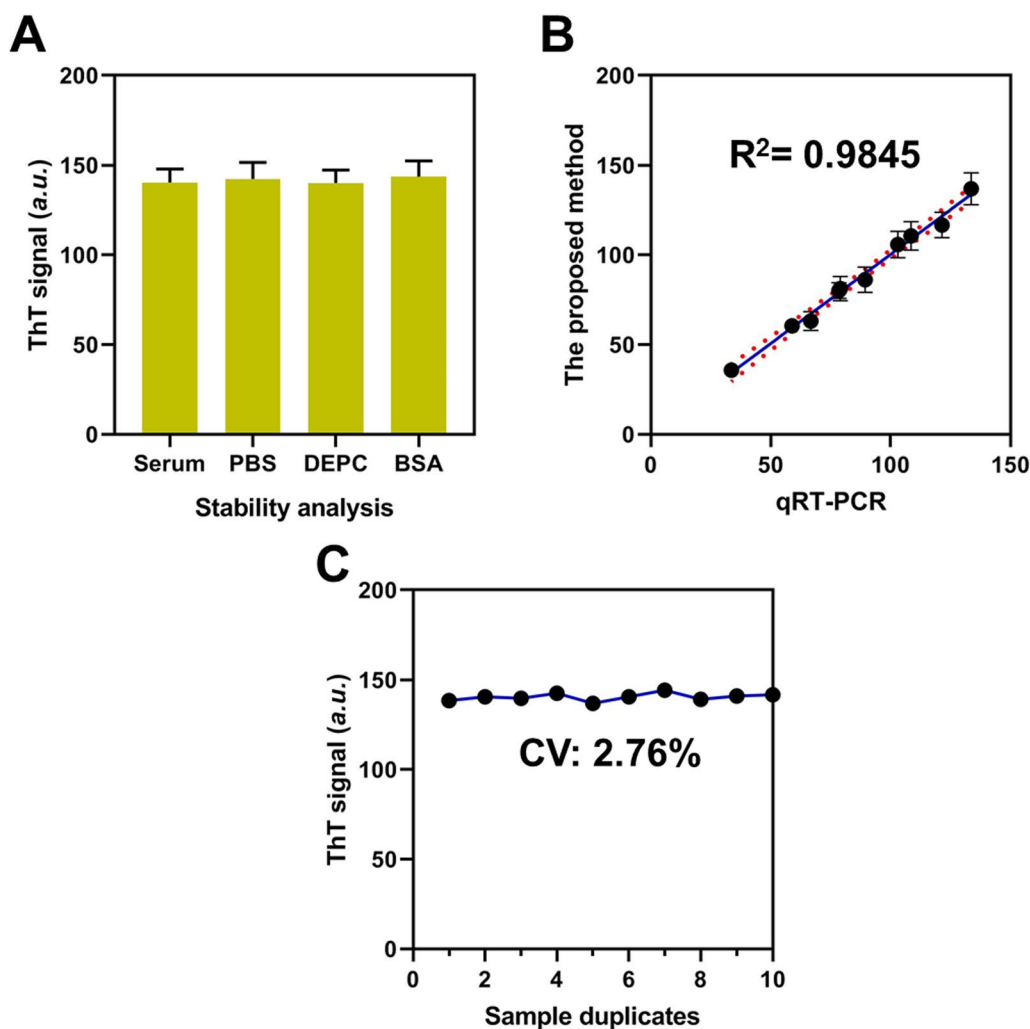 A
ThT signal (a.u.)
200
150
100
50
0
Serum PBS DEPC BSA
Stability analysis
B
The proposed method
200
150
100
50
0
R²= 0.9845
0 50 100 150
qRT-PCR
C
ThT signal (a.u.)
200
150
100
50
0
CV: 2.76%
0 2 4 6 8 10
Sample duplicates